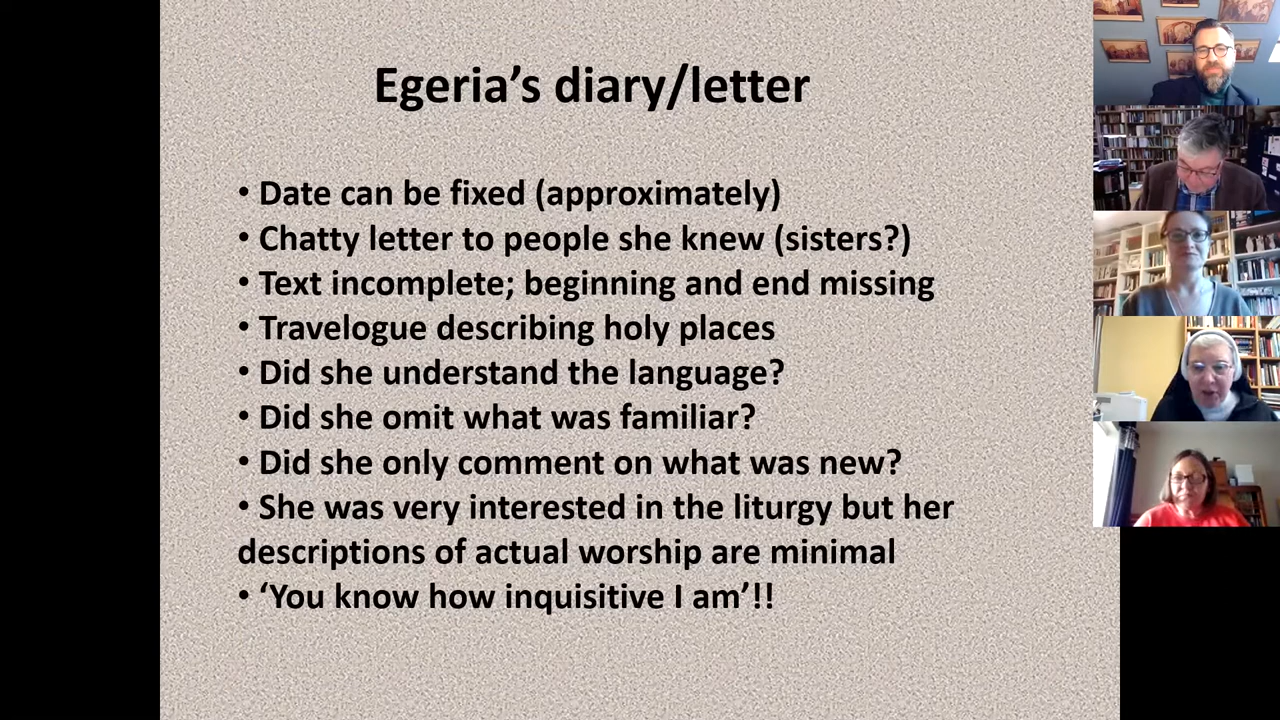 Egeria’s diary/letter
• Date can be fixed (approximately)
• Chatty letter to people she knew (sisters?)
• Text incomplete; beginning and end missing
• Travelogue describing holy places
• Did she understand the language?
• Did she omit what was familiar?
• Did she only comment on what was new?
• She was very interested in the liturgy but her
descriptions of actual worship are minimal
• ‘You know how inquisitive I am’!!